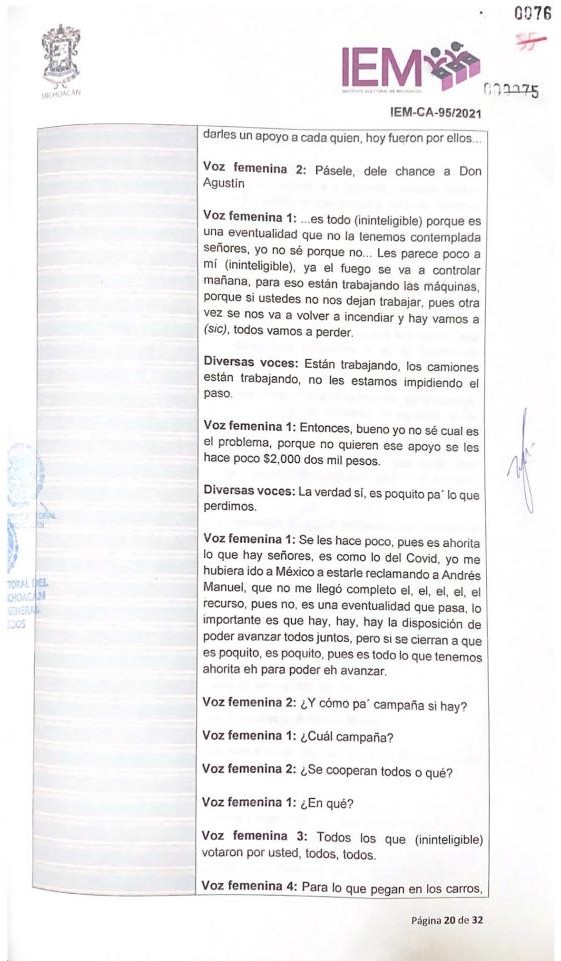 0076
55
MICHOACÁN
IEM
INSTITUTO ELECTORAL DE MICHOACÁN
IEM-CA-95/2021
darles un apoyo a cada quien, hoy fueron por ellos...
Voz femenina 2: Pásele, dele chance a Don
Agustín
Voz femenina 1: ...es todo (ininteligible) porque es
una eventualidad que no la tenemos contemplada
señores, yo no sé porque no... Les parece poco a
mí (ininteligible), ya el fuego se va a controlar
mañana, para eso están trabajando las máquinas,
porque si ustedes no nos dejan trabajar, pues otra
vez se nos va a volver a incendiar y hay vamos a
(sic), todos vamos a perder.
Diversas voces: Están trabajando, los camiones
están trabajando, no les estamos impidiendo el
paso.
Voz femenina 1: Entonces, bueno yo no sé cual es
el problema, porque no quieren ese apoyo se les
hace poco $2,000 dos mil pesos.
Diversas voces: La verdad sí, es poquito pa´ lo que
perdimos.
Voz femenina 1: Se les hace poco, pues es ahorita
lo que hay señores, es como lo del Covid, yo me
hubiera ido a México a estarle reclamando a Andrés
Manuel, que no me llegó completo el, el, el, el, el
recurso, pues no, es una eventualidad que pasa, lo
importante es que hay, hay, hay la disposición de
poder avanzar todos juntos, pero si se cierran a que
es poquito, es poquito, pues es todo lo que tenemos
ahorita eh para poder eh avanzar.
Voz femenina 2: ¿Y cómo pa´ campaña si hay?
Voz femenina 1: ¿Cuál campaña?
Voz femenina 2: ¿Se cooperan todos o qué?
Voz femenina 1: ¿En qué?
Voz femenina 3: Todos los que (ininteligible)
votaron por usted, todos, todos.
Voz femenina 4: Para lo que pegan en los carros,
TORAL DEL
CHOACÁN
Página 20 de 32